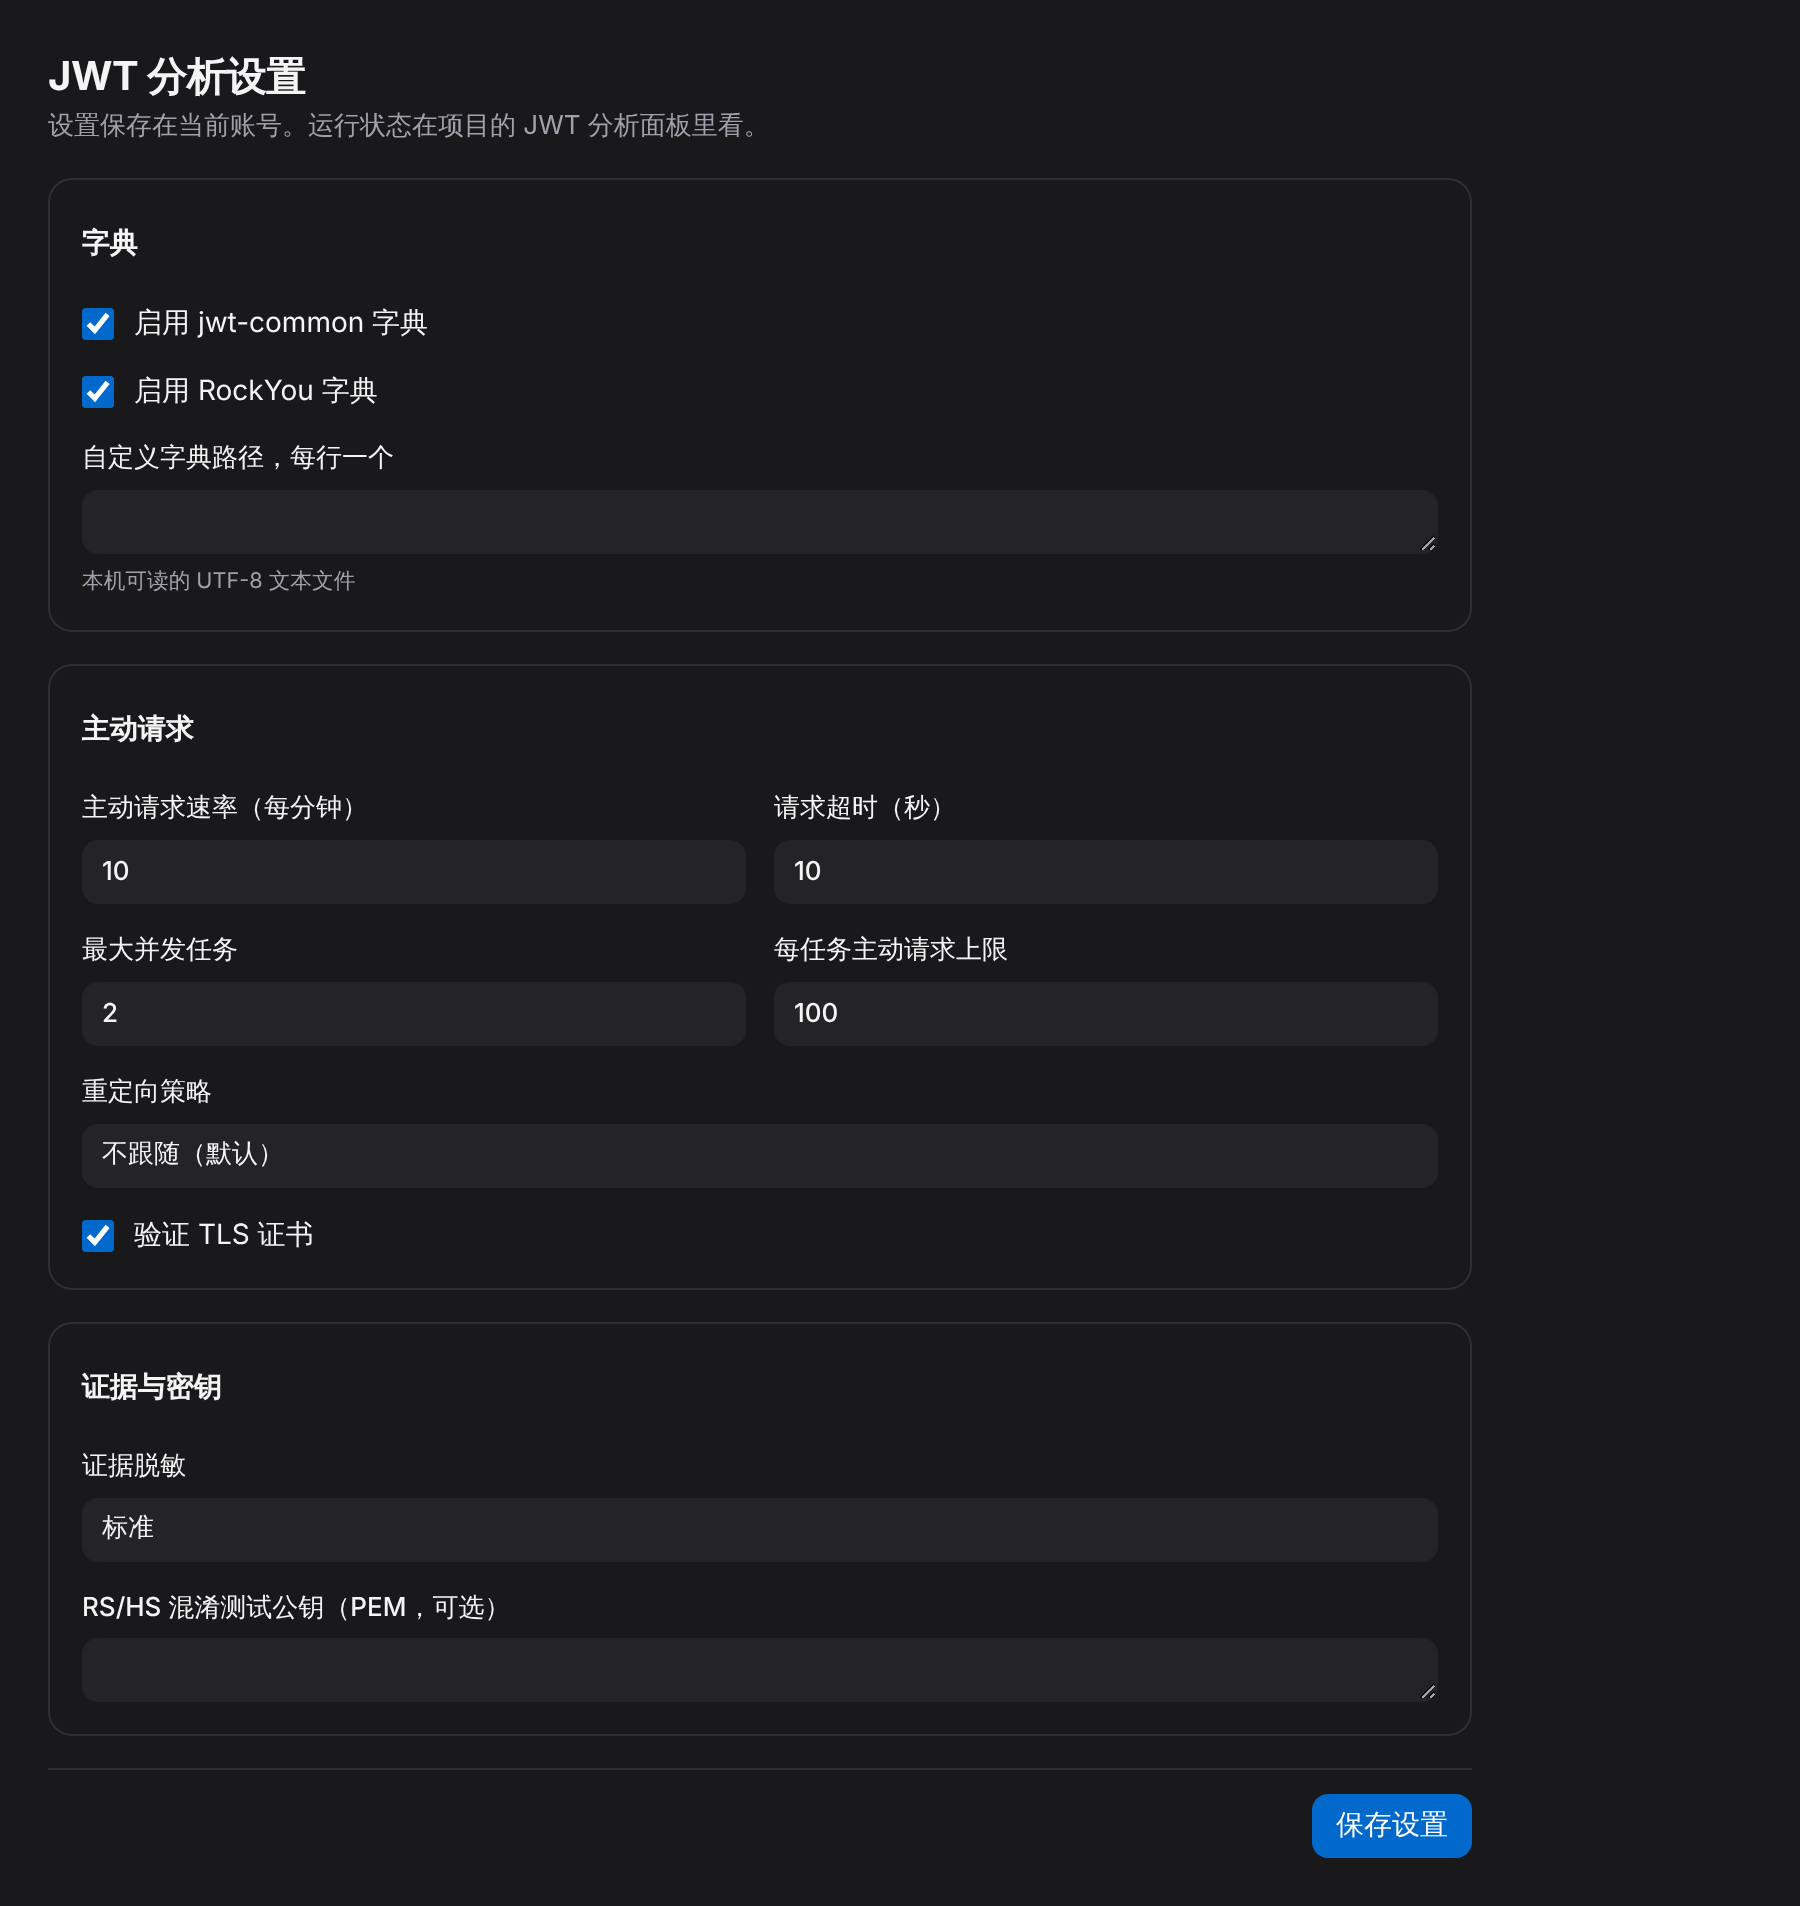 JWT 分析设置
设置保存在当前账号。运行状态在项目的 JWT 分析面板里看。
字典
启用 jwt-common 字典
启用 RockYou 字典
自定义字典路径，每行一个
本机可读的 UTF-8 文本文件
主动请求
主动请求速率（每分钟）
请求超时（秒）
10
10
最大并发任务
每任务主动请求上限
2
100
重定向策略
不跟随（默认）
验证 TLS 证书
证据与密钥
证据脱敏
标准
RS/HS 混淆测试公钥（PEM，可选）
保存设置